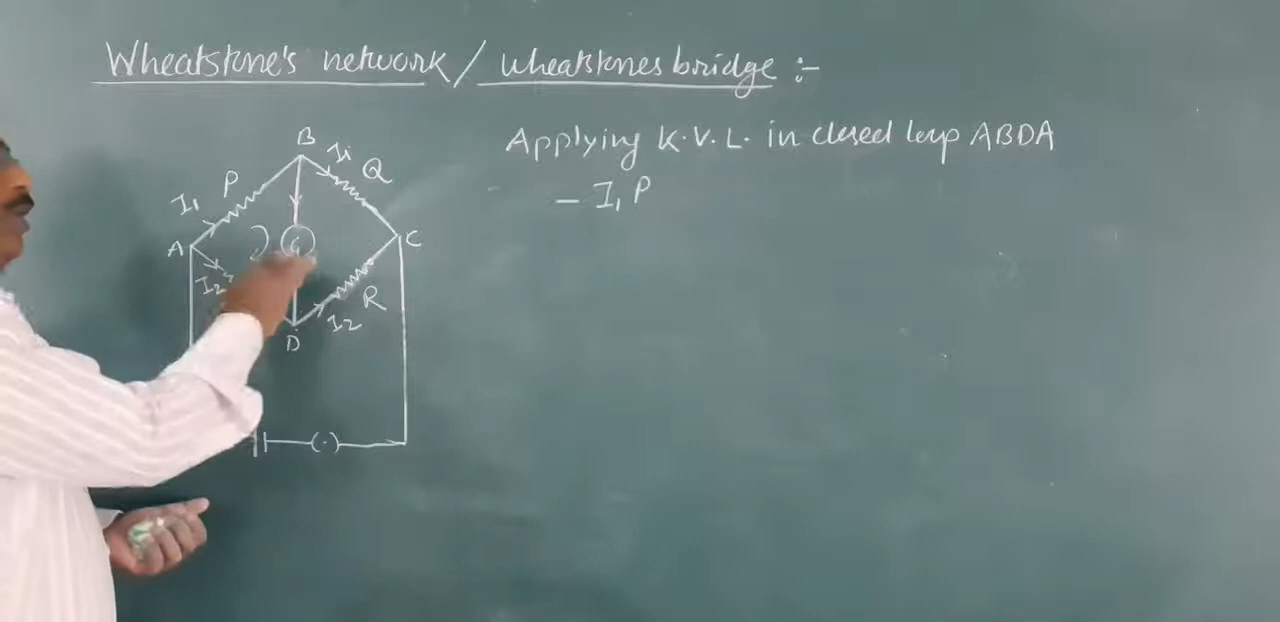 Wheatstone's network / wheatstones bridge :-
Applying K.V.L. in closed loop ABDA
- I₁ P
B
I₁
Q
P
I₁
A
G
C
I₂
R
I₂
D